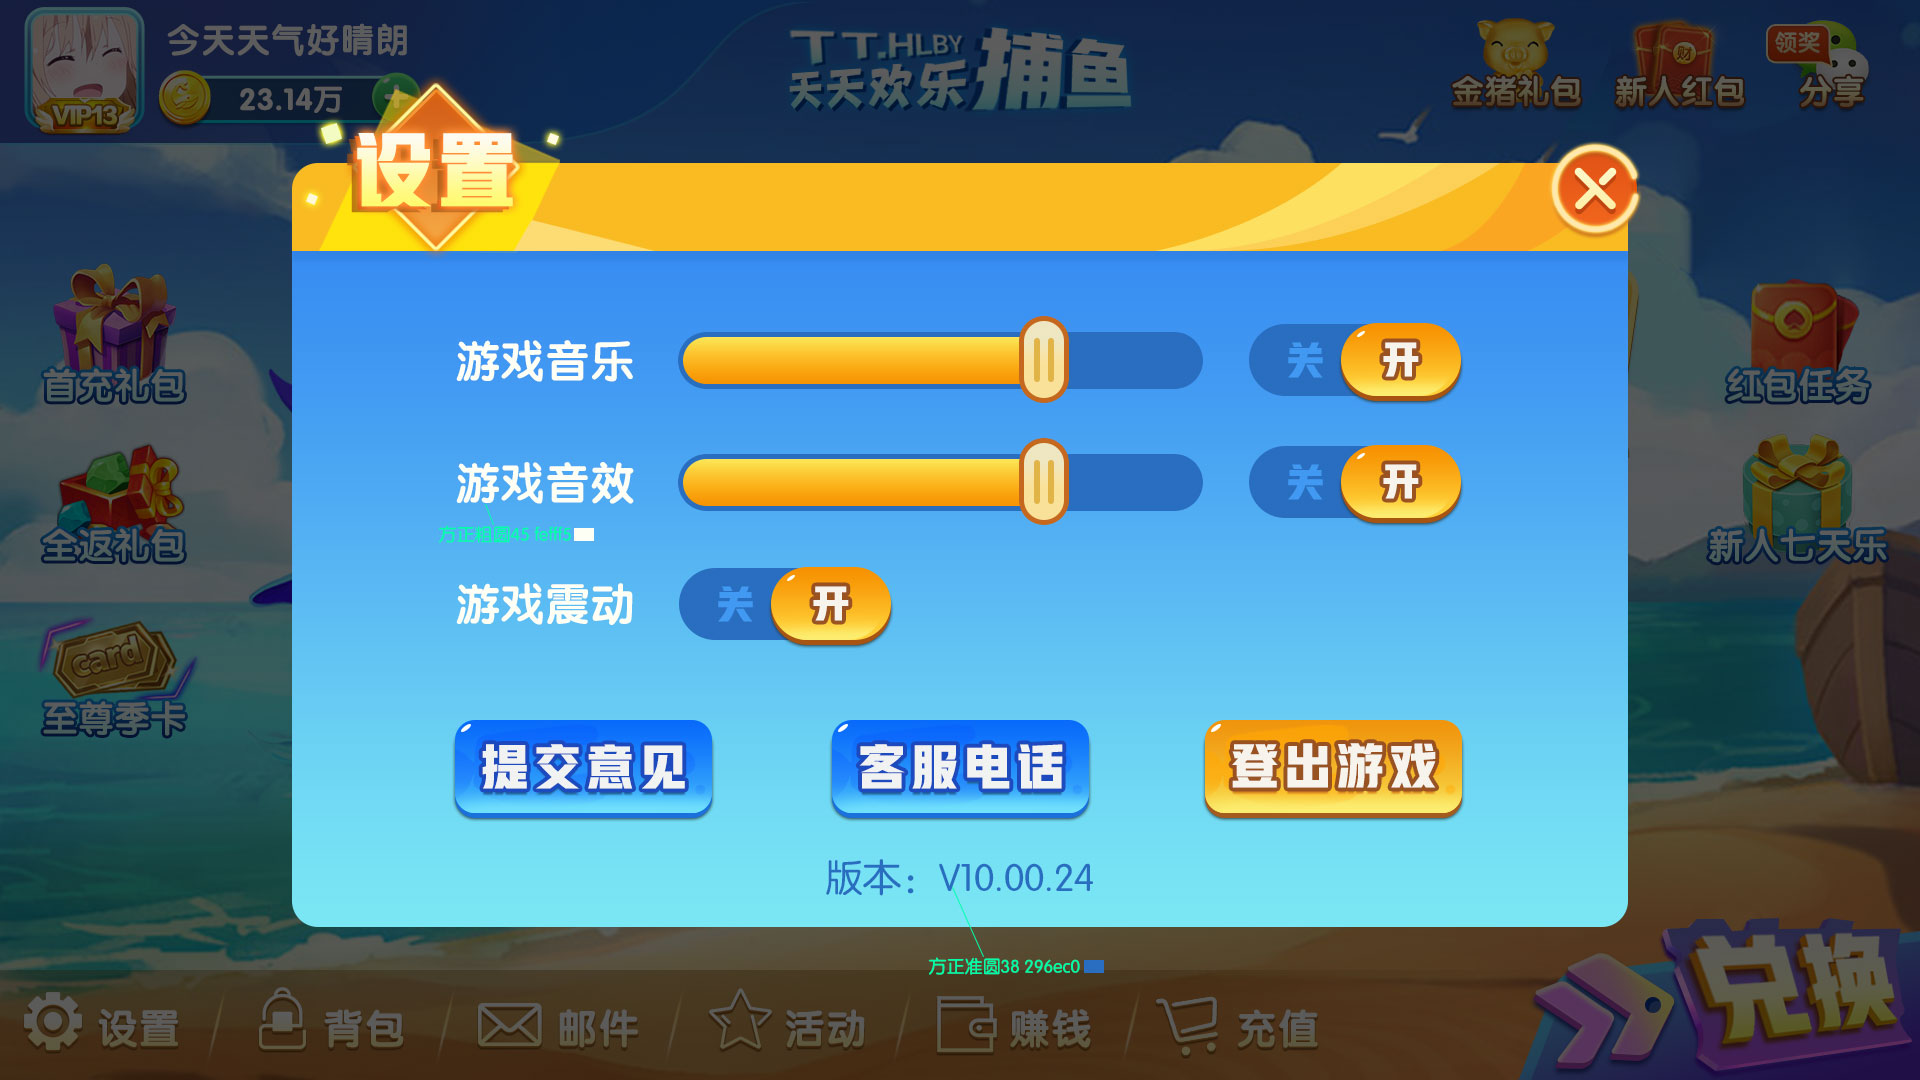 今天天气好晴朗
23.14万
VIP13
TT.HLBY
天天欢乐捕鱼
金猪礼包
新人红包
财
领奖
分享
设置
首充礼包
全返礼包
card
至尊季卡
红包任务
新人七天乐
游戏音乐
关 开
游戏音效
关 开
方正粗圆45 fefff5
游戏震动
关 开
提交意见
客服电话
登出游戏
版本：V10.00.24
方正准圆38 296ec0
设置
背包
邮件
活动
赚钱
充值
兑换